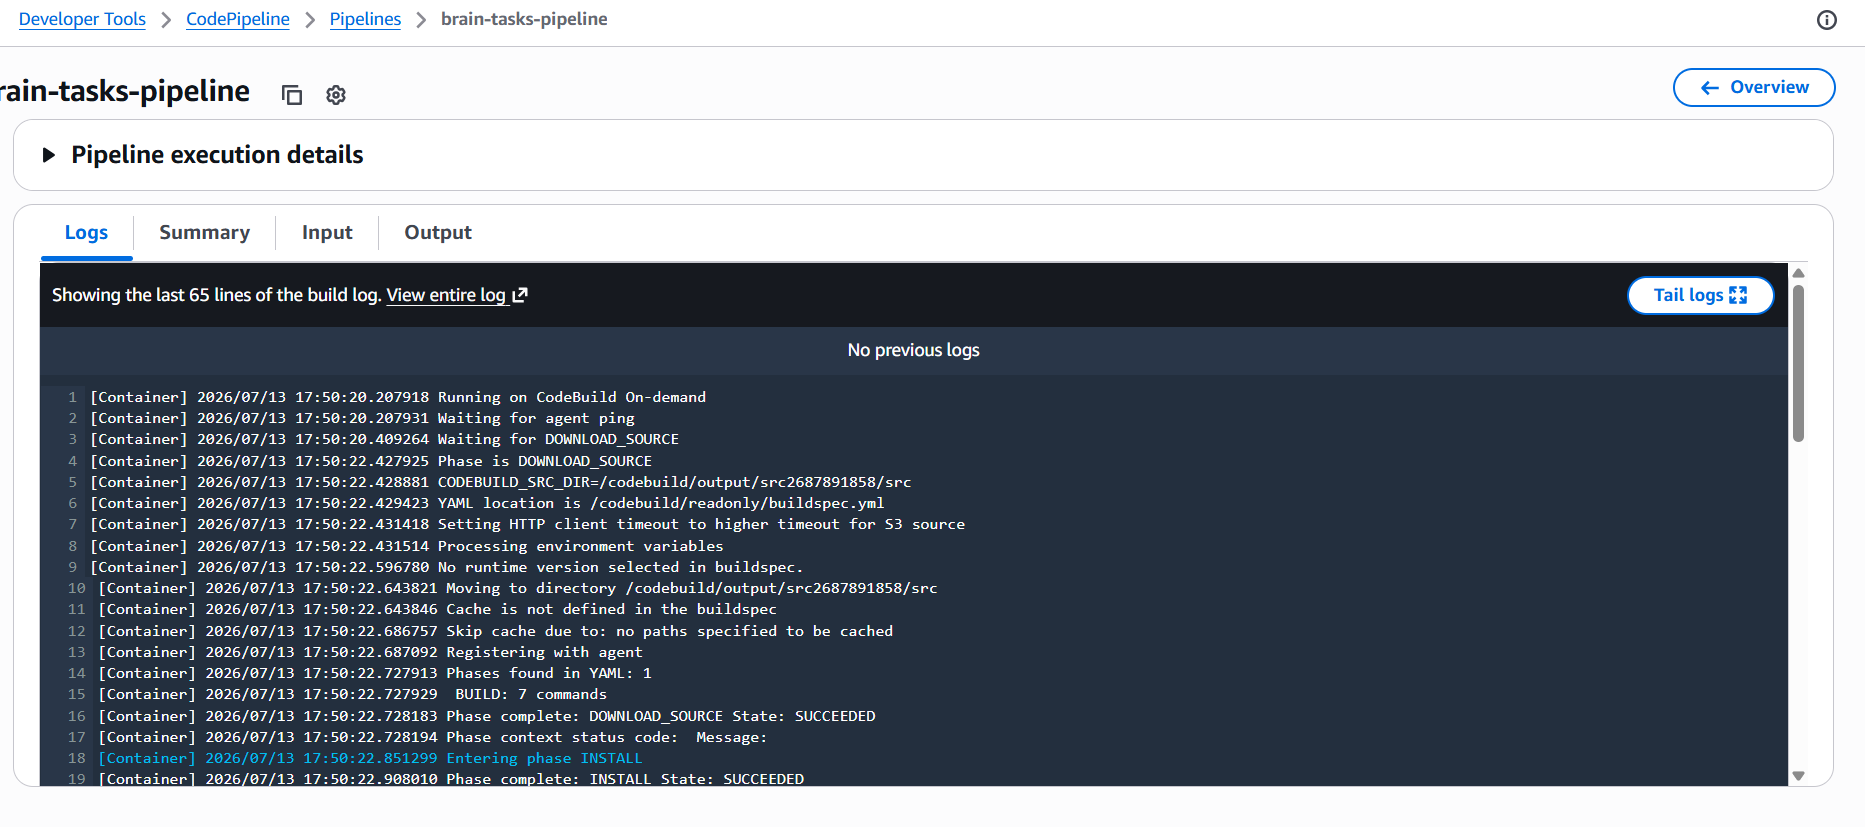 Developer Tools > CodePipeline > Pipelines > brain-tasks-pipeline
rain-tasks-pipeline
Overview
Pipeline execution details
Logs Summary Input Output
Showing the last 65 lines of the build log. View entire log
Tail logs
No previous logs
1 [Container] 2026/07/13 17:50:20.207918 Running on CodeBuild On-demand
2 [Container] 2026/07/13 17:50:20.207931 Waiting for agent ping
3 [Container] 2026/07/13 17:50:20.409264 Waiting for DOWNLOAD_SOURCE
4 [Container] 2026/07/13 17:50:22.427925 Phase is DOWNLOAD_SOURCE
5 [Container] 2026/07/13 17:50:22.428881 CODEBUILD_SRC_DIR=/codebuild/output/src2687891858/src
6 [Container] 2026/07/13 17:50:22.429423 YAML location is /codebuild/readonly/buildspec.yml
7 [Container] 2026/07/13 17:50:22.431418 Setting HTTP client timeout to higher timeout for S3 source
8 [Container] 2026/07/13 17:50:22.431514 Processing environment variables
9 [Container] 2026/07/13 17:50:22.596780 No runtime version selected in buildspec.
10 [Container] 2026/07/13 17:50:22.643821 Moving to directory /codebuild/output/src2687891858/src
11 [Container] 2026/07/13 17:50:22.643846 Cache is not defined in the buildspec
12 [Container] 2026/07/13 17:50:22.686757 Skip cache due to: no paths specified to be cached
13 [Container] 2026/07/13 17:50:22.687092 Registering with agent
14 [Container] 2026/07/13 17:50:22.727913 Phases found in YAML: 1
15 [Container] 2026/07/13 17:50:22.727929  BUILD: 7 commands
16 [Container] 2026/07/13 17:50:22.728183 Phase complete: DOWNLOAD_SOURCE State: SUCCEEDED
17 [Container] 2026/07/13 17:50:22.728194 Phase context status code:  Message:
18 [Container] 2026/07/13 17:50:22.851299 Entering phase INSTALL
19 [Container] 2026/07/13 17:50:22.908010 Phase complete: INSTALL State: SUCCEEDED